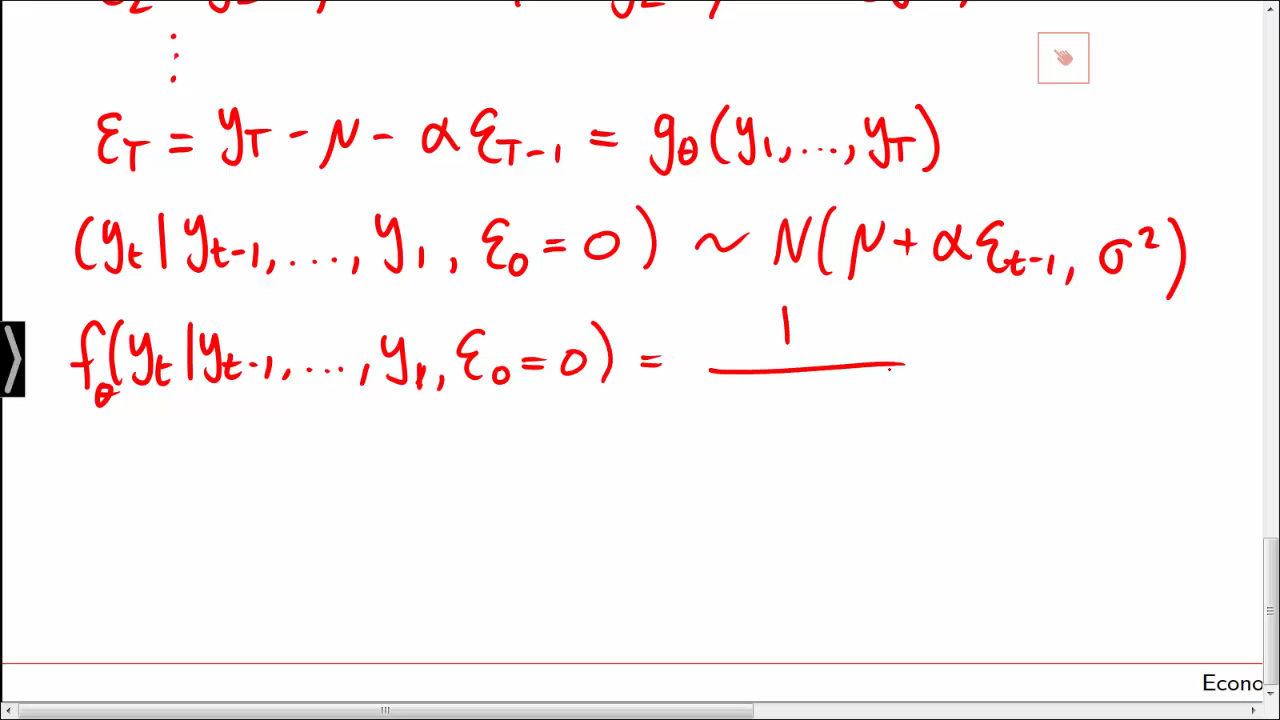 ⋮
ε_T = y_T - μ - α ε_{T-1} = g_θ(y_1, ..., y_T)
(y_t | y_{t-1}, ..., y_1, ε_0 = 0) ~ N(μ + α ε_{t-1}, σ²)
f_θ(y_t | y_{t-1}, ..., y_1, ε_0 = 0) = 1
Econo